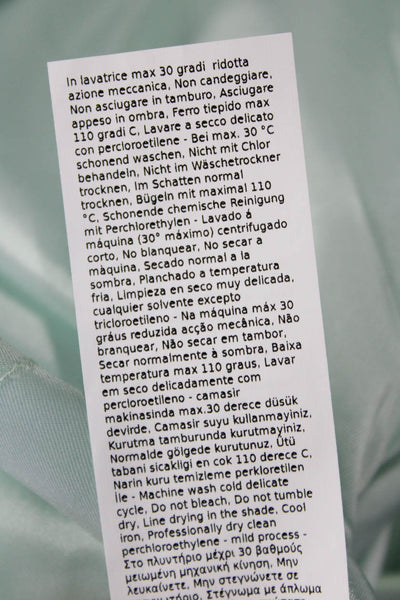 In lavatrice max 30 gradi ridotta
azione meccanica, Non candeggiare,
Non asciugare in tamburo, Asciugare
appeso in ombra, Ferro tiepido max
110 gradi C, Lavare a secco delicato
con percloroetilene - Bei max. 30 °C
schonend waschen, Nicht mit Chlor
behandeln, Nicht im Wäschetrockner
trocknen, Im Schatten normal
trocknen, Bügeln mit maximal 110
°C, Schonende chemische Reinigung
mit Perchlorethylen - Lavado á
máquina (30° máximo) centrifugado
corto, No blanquear, No secar a
màquina, Secado normal a la
sombra, Planchado a temperatura
fria, Limpieza en seco muy delicada,
cualquier solvente excepto
tricloroetileno - Na máquina máx 30
gráus reduzida acção mecânica, Não
branquear, Não secar em tambor,
Secar normalmente à sombra, Baixa
temperatura max 110 graus, Lavar
em seco delicadamente com
percloroetileno - camasir
makinasinda max.30 derece düsük
devirde, Camasir suyu kullanmayiniz,
Kurutma tamburunda kurutmayiniz,
Normalde gölgede kurutunuz, Ütü
tabani sicakligi en cok 110 derece C,
Narin kuru temizleme perkloretilen
İle - Machine wash cold delicate
cycle, Do not bleach, Do not tumble
dry, Line drying in the shade, Cool
iron, Professionally dry clean
perchloroethylene - mild process -
Στο πλυντήριο μέχρι 30 βαθμούς
μειωμένη μηχανική κίνηση, Μην
λευκαίνετε, Μην στεγνώνετε σε
στεγνωτήριο, Στέγνωμα με άπλωμα